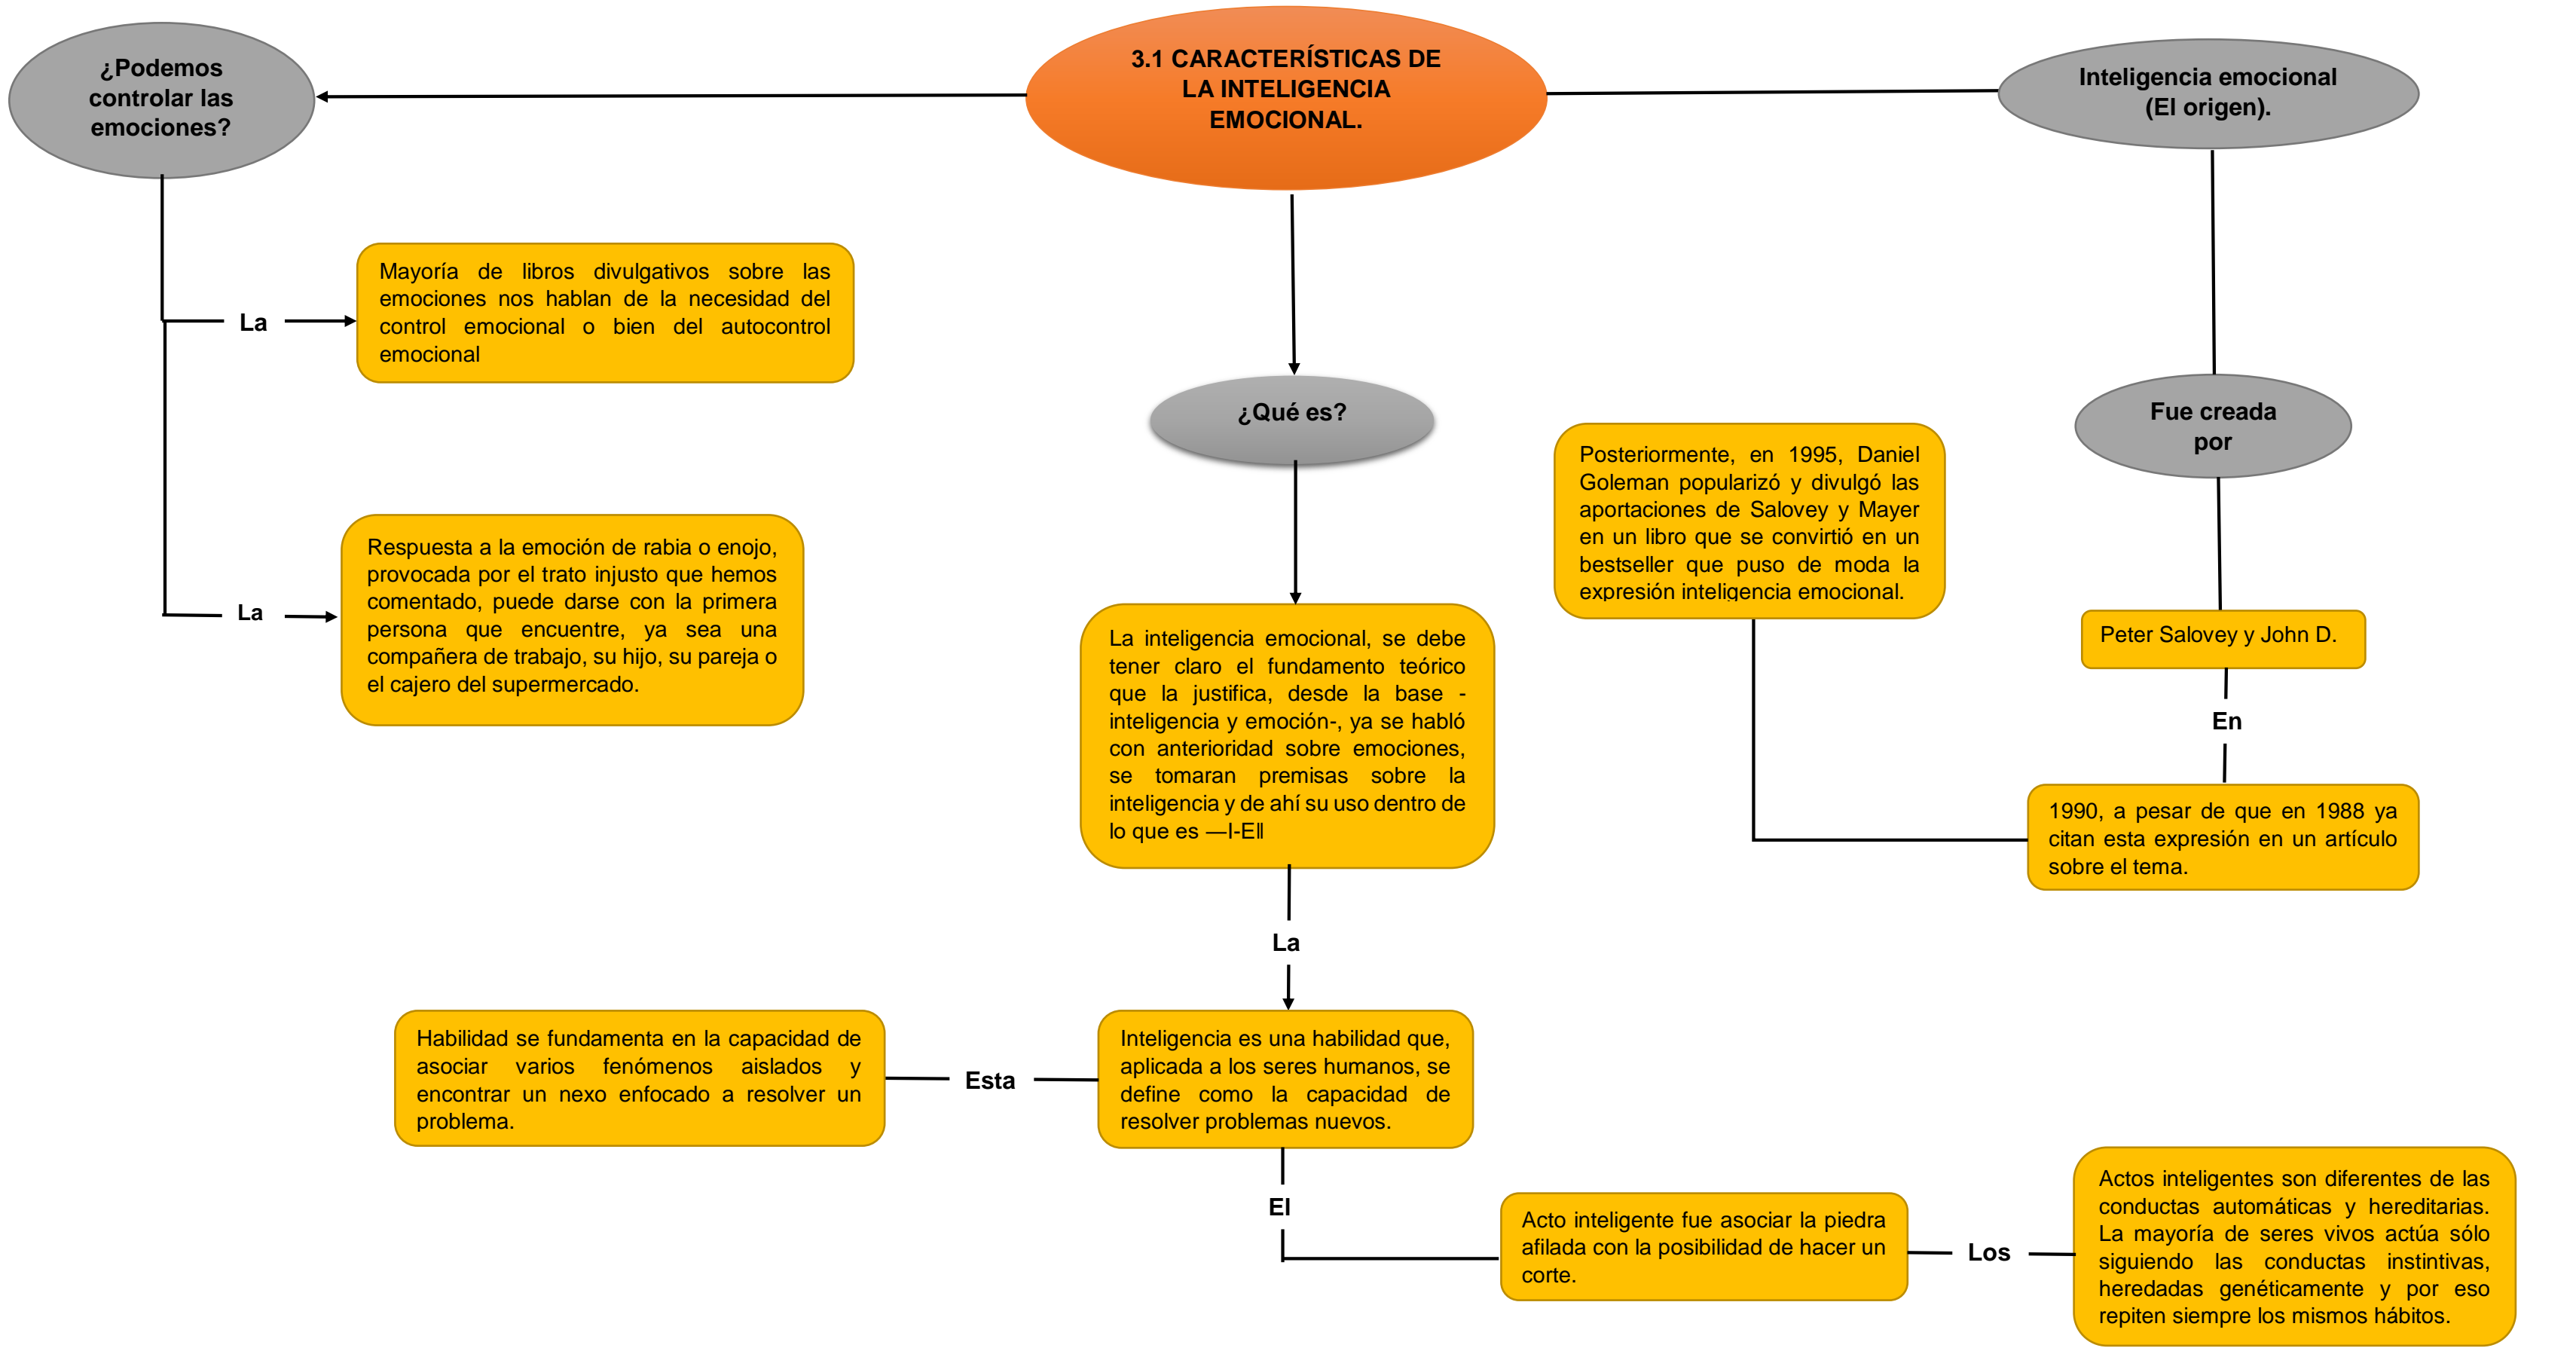 3.1 CARACTERÍSTICAS DE
LA INTELIGENCIA
EMOCIONAL.
¿Podemos
controlar las
emociones?
La
Mayoría de libros divulgativos sobre las
emociones nos hablan de la necesidad del
control emocional o bien del autocontrol
emocional
La
Respuesta a la emoción de rabia o enojo,
provocada por el trato injusto que hemos
comentado, puede darse con la primera
persona que encuentre, ya sea una
compañera de trabajo, su hijo, su pareja o
el cajero del supermercado.
¿Qué es?
La inteligencia emocional, se debe
tener claro el fundamento teórico
que la justifica, desde la base -
inteligencia y emoción-, ya se habló
con anterioridad sobre emociones,
se tomaran premisas sobre la
inteligencia y de ahí su uso dentro de
lo que es ―I-E‖
La
Inteligencia es una habilidad que,
aplicada a los seres humanos, se
define como la capacidad de
resolver problemas nuevos.
Esta
Habilidad se fundamenta en la capacidad de
asociar varios fenómenos aislados y
encontrar un nexo enfocado a resolver un
problema.
El
Acto inteligente fue asociar la piedra
afilada con la posibilidad de hacer un
corte.
Los
Actos inteligentes son diferentes de las
conductas automáticas y hereditarias.
La mayoría de seres vivos actúa sólo
siguiendo las conductas instintivas,
heredadas genéticamente y por eso
repiten siempre los mismos hábitos.
Inteligencia emocional
(El origen).
Fue creada
por
Peter Salovey y John D.
En
1990, a pesar de que en 1988 ya
citan esta expresión en un artículo
sobre el tema.
Posteriormente, en 1995, Daniel
Goleman popularizó y divulgó las
aportaciones de Salovey y Mayer
en un libro que se convirtió en un
bestseller que puso de moda la
expresión inteligencia emocional.